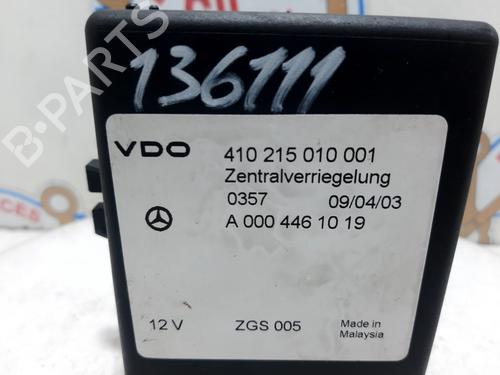 136111
VDO 410 215 010 001
Zentralverriegelung
0357 09/04/03
A 000 446 10 19
12 V ZGS 005 Made in
Malaysia
B-PARTS